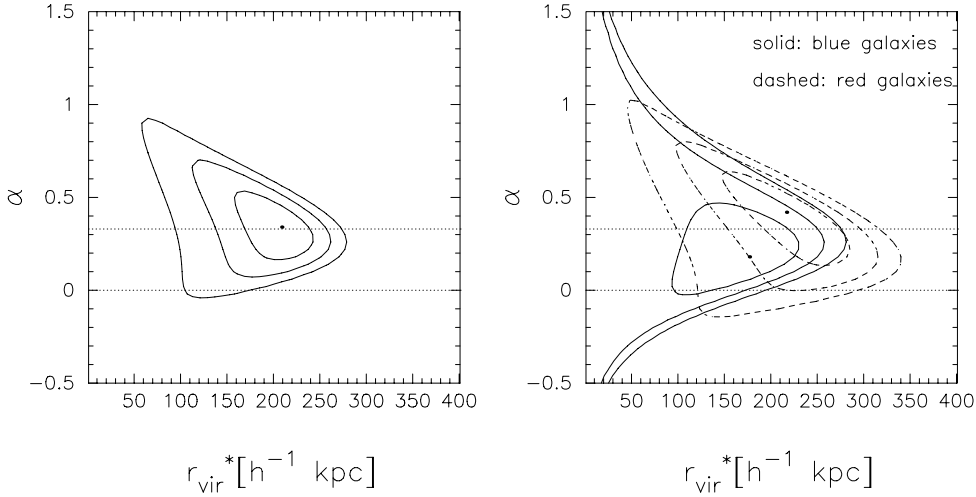 1.5
1
0.5
0
−0.5
α
50 100 150 200 250 300 350 400
r_vir^*[h^−1 kpc]
solid: blue galaxies
dashed: red galaxies
1.5
1
0.5
0
−0.5
α
50 100 150 200 250 300 350 400
r_vir^*[h^−1 kpc]